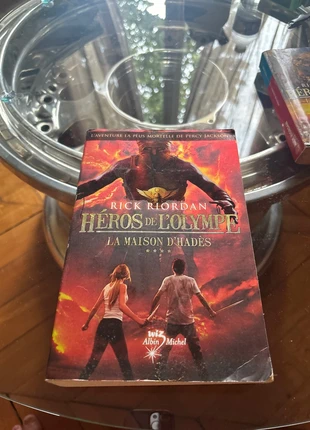 L'AVENTURE LA PLUS MORTELLE DE PERCY JACKSON
RICK RIORDAN
HÉROS DE L'OLYMPE
LA MAISON D'HADÈS
wiz
Albin Michel